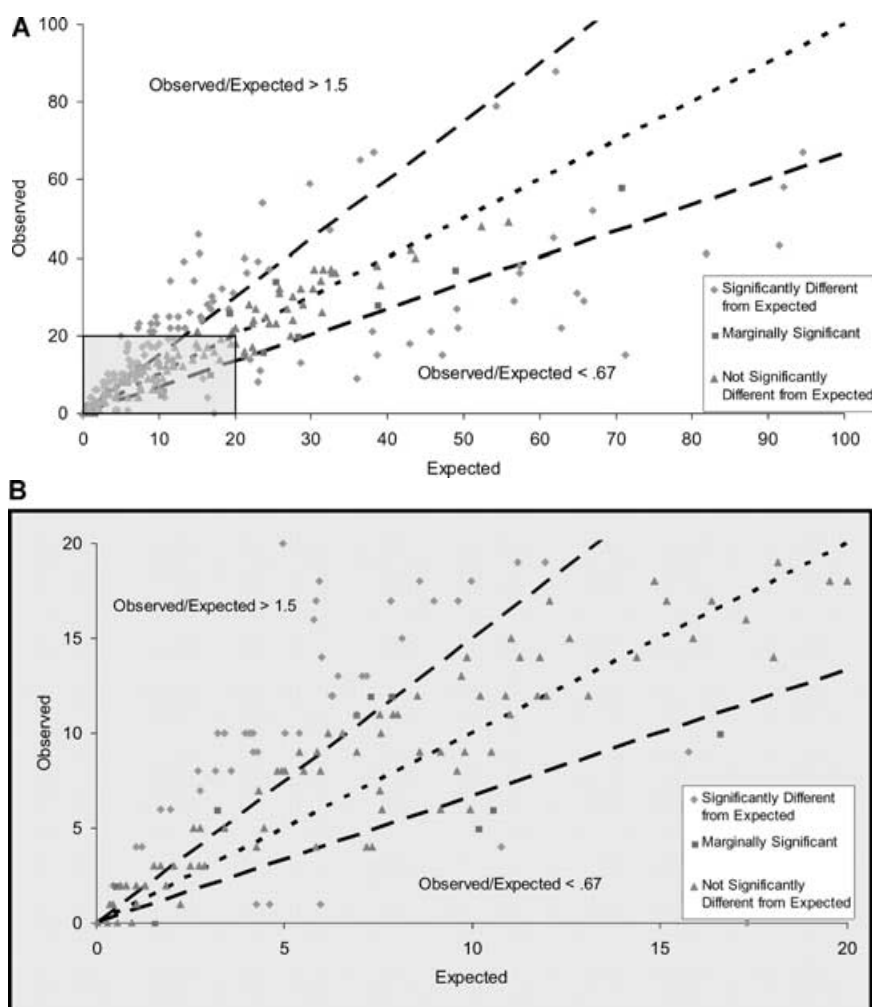 A
100
80
60
40
20
0
Observed
Observed/Expected > 1.5
Observed/Expected < .67
Significantly Different
from Expected
Marginally Significant
Not Significantly
Different from Expected
0 10 20 30 40 50 60 70 80 90 100
Expected
B
20
15
10
5
0
Observed
Observed/Expected > 1.5
Observed/Expected < .67
Significantly Different
from Expected
Marginally Significant
Not Significantly
Different from Expected
0 5 10 15 20
Expected